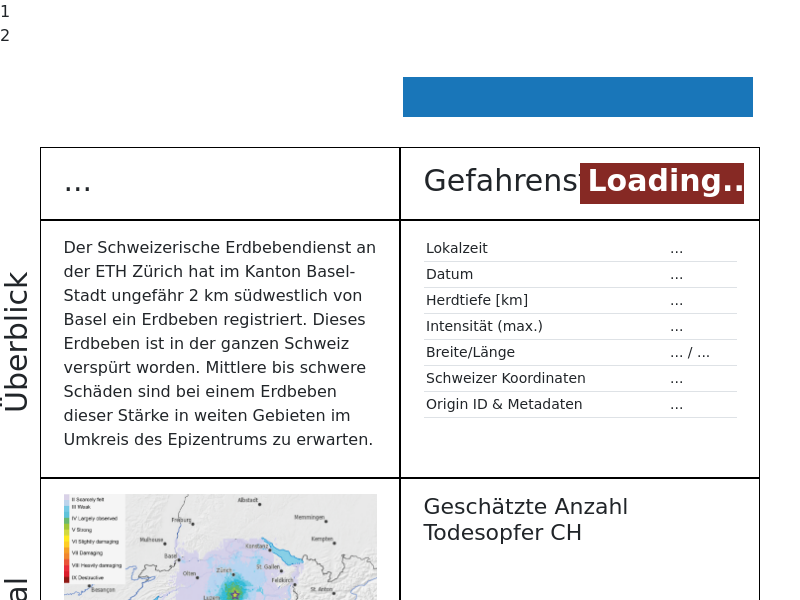 1
2
...
Gefahrens
Loading..
Überblick
Der Schweizerische Erdbebendienst an
der ETH Zürich hat im Kanton Basel-
Stadt ungefähr 2 km südwestlich von
Basel ein Erdbeben registriert. Dieses
Erdbeben ist in der ganzen Schweiz
verspürt worden. Mittlere bis schwere
Schäden sind bei einem Erdbeben
dieser Stärke in weiten Gebieten im
Umkreis des Epizentrums zu erwarten.
Lokalzeit ...
Datum ...
Herdtiefe [km] ...
Intensität (max.) ...
Breite/Länge ... / ...
Schweizer Koordinaten ...
Origin ID & Metadaten ...
al
II Scarcely felt
III Weak
IV Largely observed
V Strong
VI Slightly damaging
VII Damaging
VIII Heavily damaging
IX Destructive
Albstadt
Freiburg
Memmingen
Mulhouse
Konstanz
Kempten
Basel
Olten
Zürich
St. Gallen
Feldkirch
Besançon
St. Anton
Luzern
Geschätzte Anzahl
Todesopfer CH